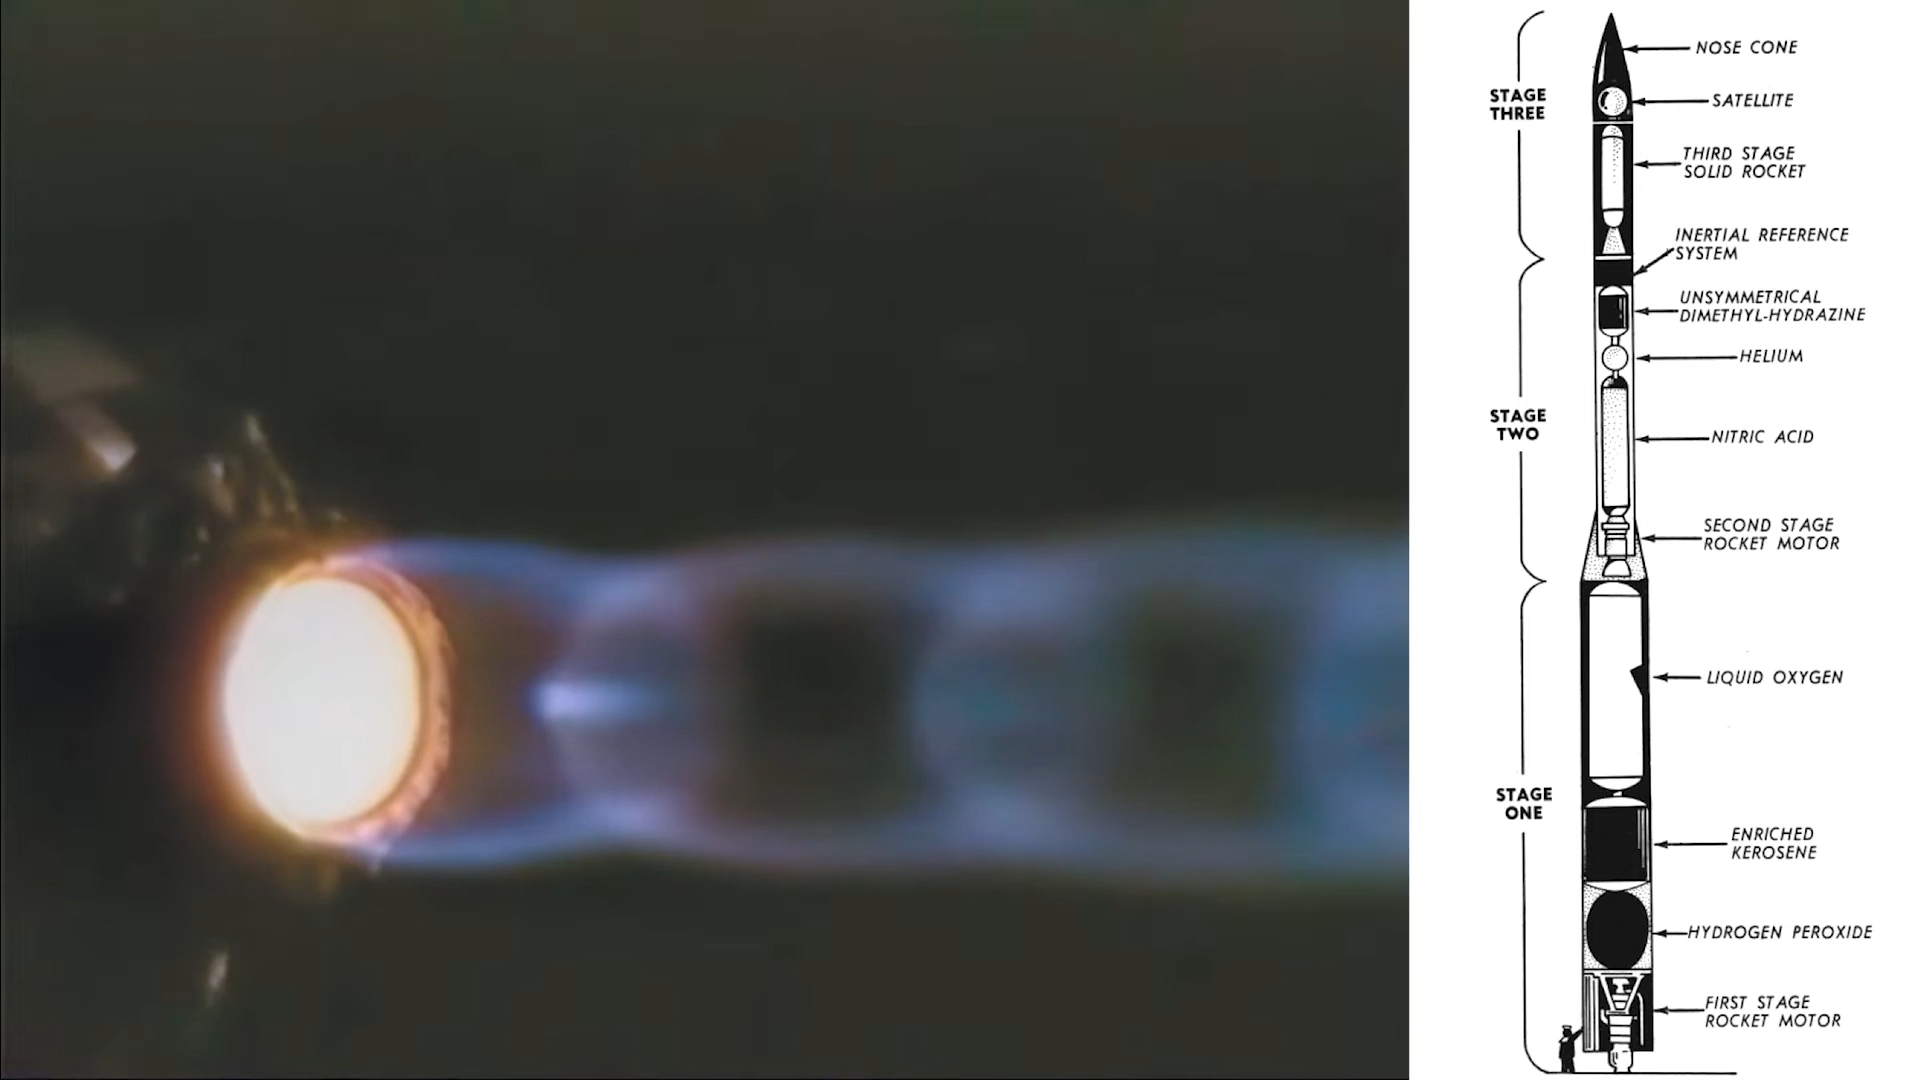 NOSE CONE
STAGE
THREE
SATELLITE
THIRD STAGE
SOLID ROCKET
INERTIAL REFERENCE
SYSTEM
UNSYMMETRICAL
DIMETHYL-HYDRAZINE
HELIUM
STAGE
TWO
NITRIC ACID
SECOND STAGE
ROCKET MOTOR
LIQUID OXYGEN
STAGE
ONE
ENRICHED
KEROSENE
HYDROGEN PEROXIDE
FIRST STAGE
ROCKET MOTOR